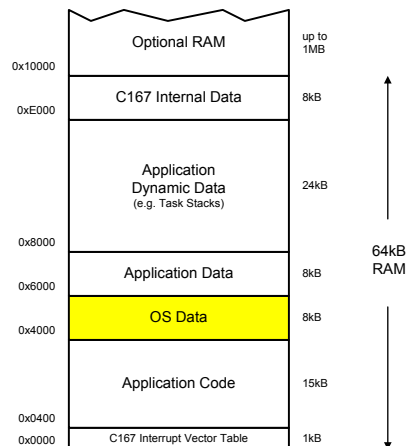 Optional RAM
up to
1MB
0x10000
C167 Internal Data
8kB
0xE000
Application
Dynamic Data
(e.g. Task Stacks)
24kB
0x8000
64kB
RAM
Application Data
8kB
0x6000
OS Data
8kB
0x4000
Application Code
15kB
0x0400
C167 Interrupt Vector Table
1kB
0x0000